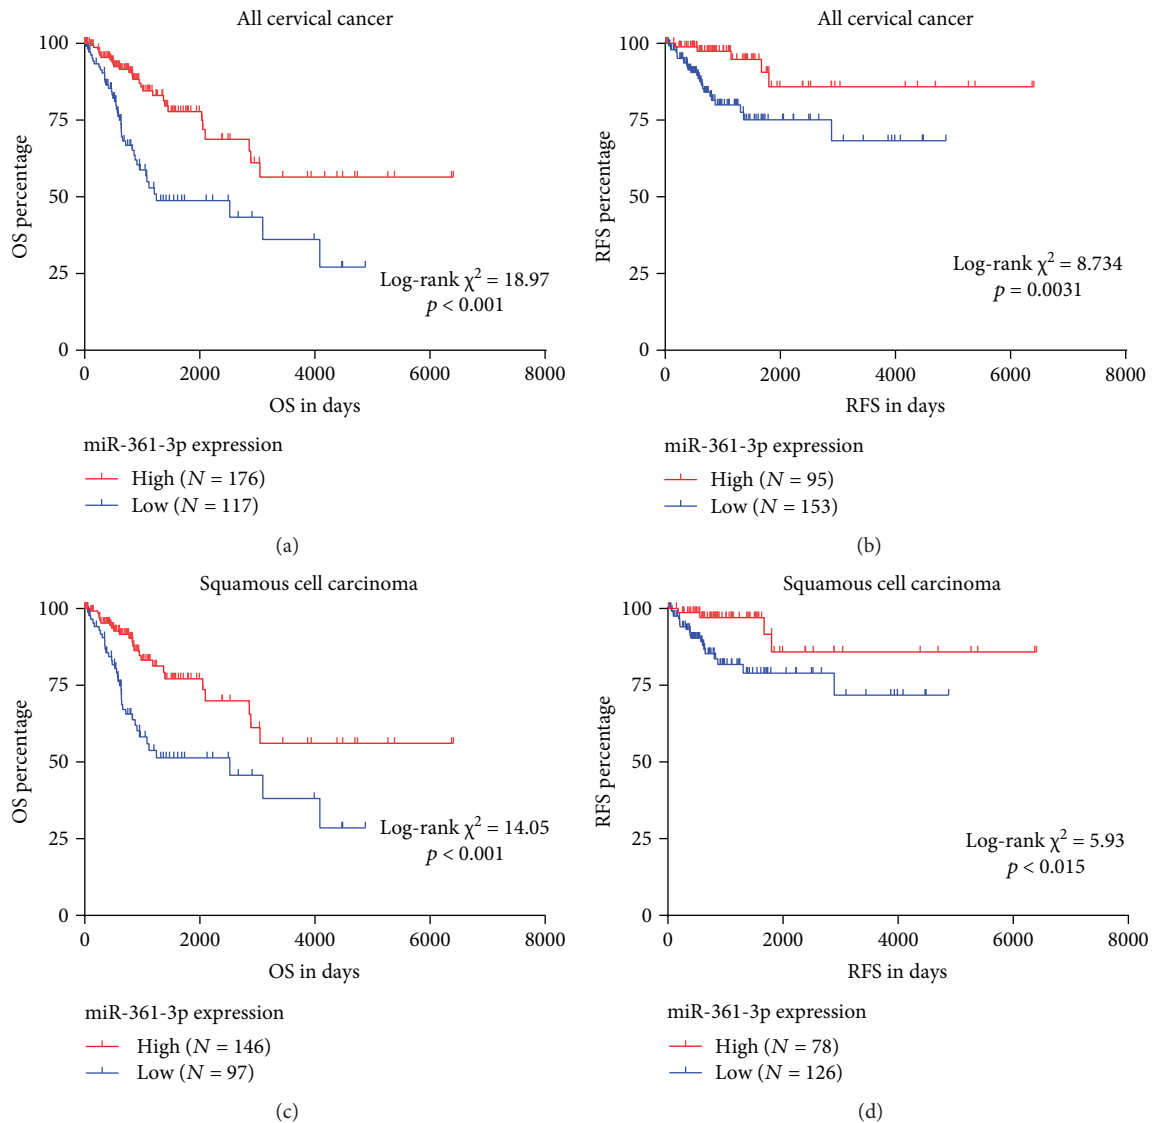 All cervical cancer
100
75
50
25
0
OS percentage
0 2000 4000 6000 8000
OS in days
Log-rank χ² = 18.97
p < 0.001
miR-361-3p expression
High (N = 176)
Low (N = 117)
(a)
All cervical cancer
100
75
50
25
0
RFS percentage
0 2000 4000 6000 8000
RFS in days
Log-rank χ² = 8.734
p = 0.0031
miR-361-3p expression
High (N = 95)
Low (N = 153)
(b)
Squamous cell carcinoma
100
75
50
25
0
OS percentage
0 2000 4000 6000 8000
OS in days
Log-rank χ² = 14.05
p < 0.001
miR-361-3p expression
High (N = 146)
Low (N = 97)
(c)
Squamous cell carcinoma
100
75
50
25
0
RFS percentage
0 2000 4000 6000 8000
RFS in days
Log-rank χ² = 5.93
p < 0.015
miR-361-3p expression
High (N = 78)
Low (N = 126)
(d)